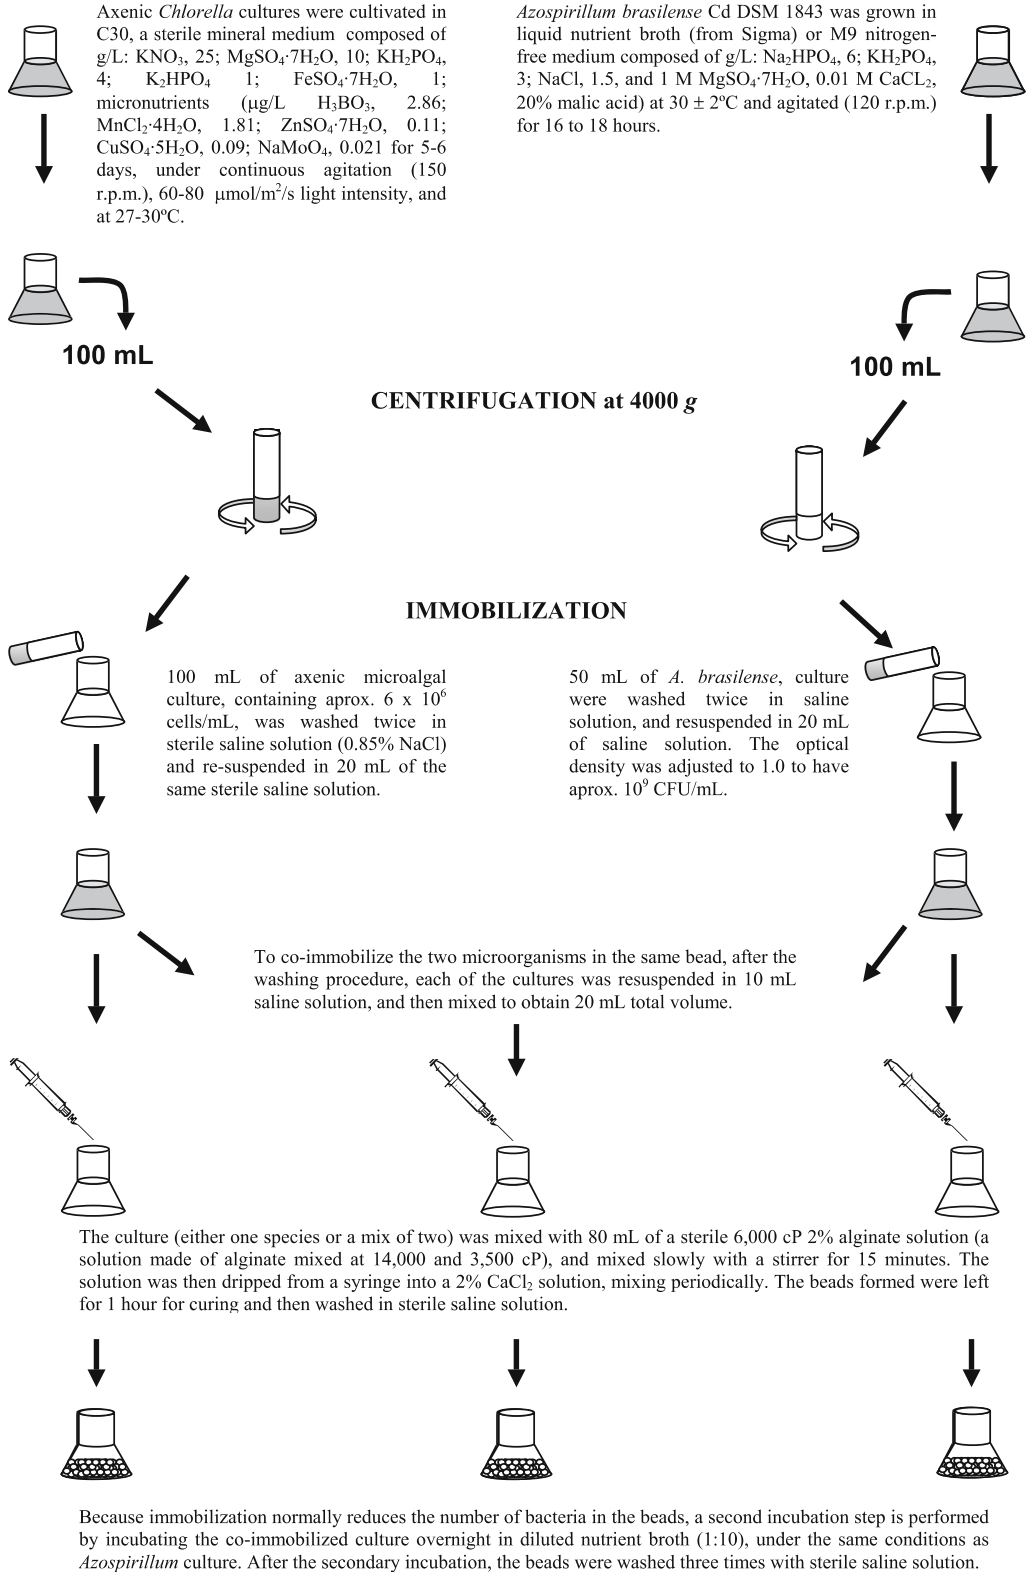 Axenic Chlorella cultures were cultivated in
C30, a sterile mineral medium composed of
g/L: KNO₃, 25; MgSO₄·7H₂O, 10; KH₂PO₄,
4; K₂HPO₄ 1; FeSO₄·7H₂O, 1;
micronutrients (µg/L H₃BO₃, 2.86;
MnCl₂·4H₂O, 1.81; ZnSO₄·7H₂O, 0.11;
CuSO₄·5H₂O, 0.09; NaMoO₄, 0.021 for 5-6
days, under continuous agitation (150
r.p.m.), 60-80 µmol/m²/s light intensity, and
at 27-30ºC.
Azospirillum brasilense Cd DSM 1843 was grown in
liquid nutrient broth (from Sigma) or M9 nitrogen-
free medium composed of g/L: Na₂HPO₄, 6; KH₂PO₄,
3; NaCl, 1.5, and 1 M MgSO₄·7H₂O, 0.01 M CaCL₂,
20% malic acid) at 30 ± 2ºC and agitated (120 r.p.m.)
for 16 to 18 hours.
100 mL
100 mL
CENTRIFUGATION at 4000 g
IMMOBILIZATION
100 mL of axenic microalgal
culture, containing aprox. 6 x 10⁶
cells/mL, was washed twice in
sterile saline solution (0.85% NaCl)
and re-suspended in 20 mL of the
same sterile saline solution.
50 mL of A. brasilense, culture
were washed twice in saline
solution, and resuspended in 20 mL
of saline solution. The optical
density was adjusted to 1.0 to have
aprox. 10⁹ CFU/mL.
To co-immobilize the two microorganisms in the same bead, after the
washing procedure, each of the cultures was resuspended in 10 mL
saline solution, and then mixed to obtain 20 mL total volume.
The culture (either one species or a mix of two) was mixed with 80 mL of a sterile 6,000 cP 2% alginate solution (a
solution made of alginate mixed at 14,000 and 3,500 cP), and mixed slowly with a stirrer for 15 minutes. The
solution was then dripped from a syringe into a 2% CaCl₂ solution, mixing periodically. The beads formed were left
for 1 hour for curing and then washed in sterile saline solution.
Because immobilization normally reduces the number of bacteria in the beads, a second incubation step is performed
by incubating the co-immobilized culture overnight in diluted nutrient broth (1:10), under the same conditions as
Azospirillum culture. After the secondary incubation, the beads were washed three times with sterile saline solution.